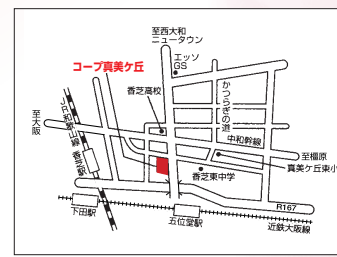 至西大和
ニュータウン
エッソ
GS
コープ真美ケ丘
かつらぎの道
香芝高校
JR和歌山線
至大阪
中和幹線
香芝駅
至橿原
真美ケ丘東小
香芝東中学
R167
下田駅
五位堂駅
近鉄大阪線